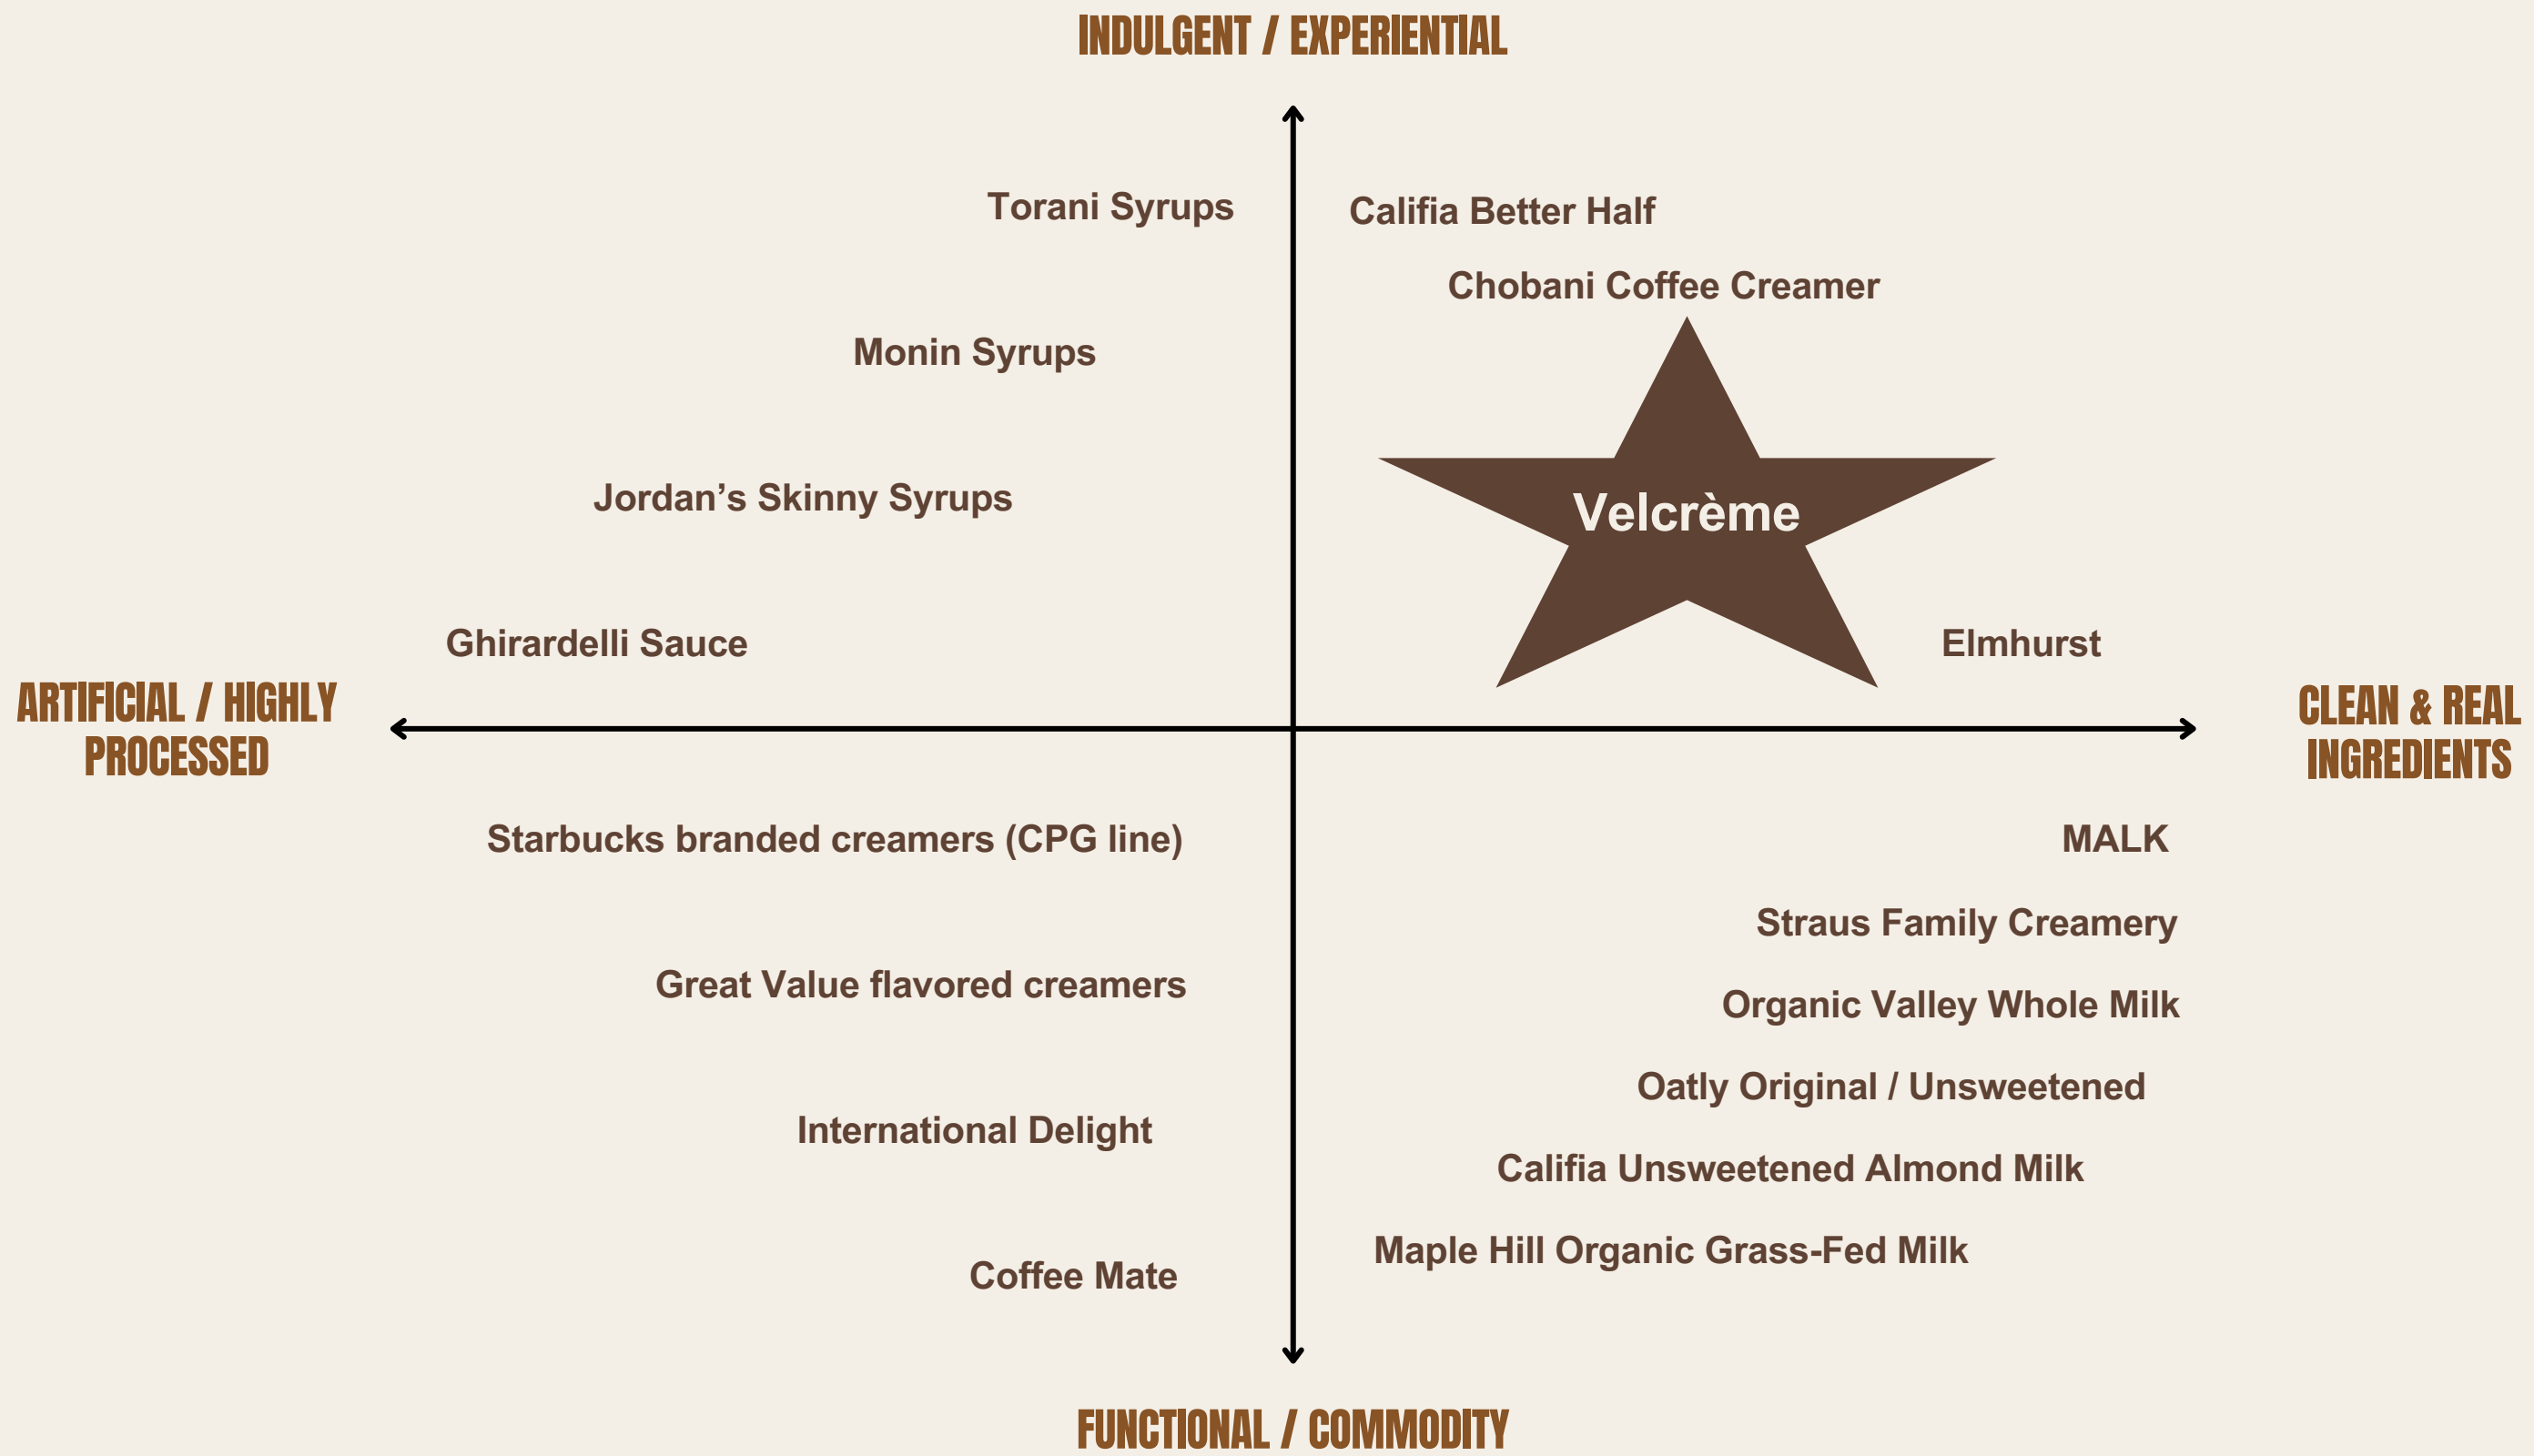 INDULGENT / EXPERIENTIAL
Torani Syrups
Califia Better Half
Chobani Coffee Creamer
Monin Syrups
Jordan’s Skinny Syrups
Velcrème
Ghirardelli Sauce
Elmhurst
ARTIFICIAL / HIGHLY
PROCESSED
CLEAN & REAL
INGREDIENTS
Starbucks branded creamers (CPG line)
MALK
Straus Family Creamery
Great Value flavored creamers
Organic Valley Whole Milk
Oatly Original / Unsweetened
International Delight
Califia Unsweetened Almond Milk
Maple Hill Organic Grass-Fed Milk
Coffee Mate
FUNCTIONAL / COMMODITY